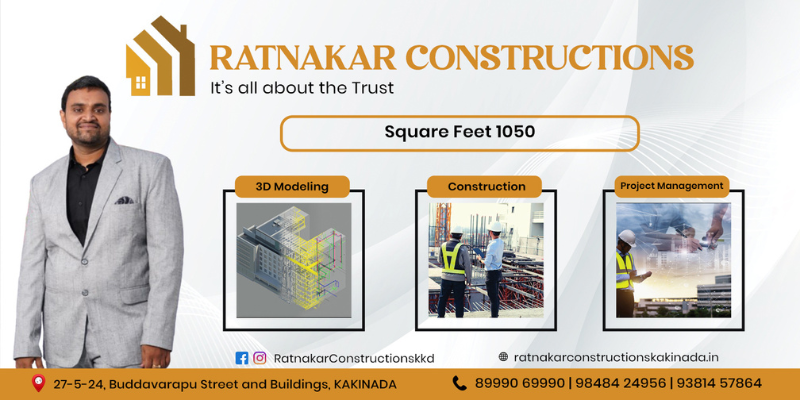 RATNAKAR CONSTRUCTIONS
It's all about the Trust
Square Feet 1050
3D Modeling
Construction
Project Management
RatnakarConstructionskkd
ratnakarconstructionskakinada.in
27-5-24, Buddavarapu Street and Buildings, KAKINADA
89990 69990 | 98484 24956 | 93814 57864